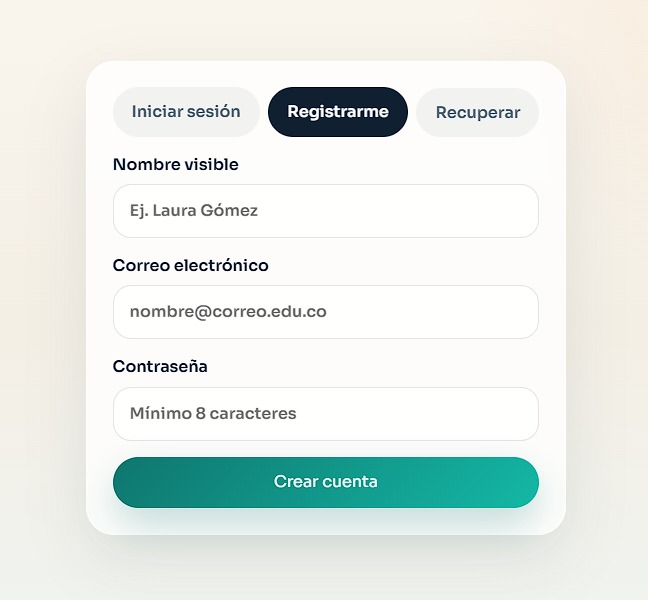 Iniciar sesión Registrarme Recuperar
Nombre visible
Ej. Laura Gómez
Correo electrónico
nombre@correo.edu.co
Contraseña
Mínimo 8 caracteres
Crear cuenta